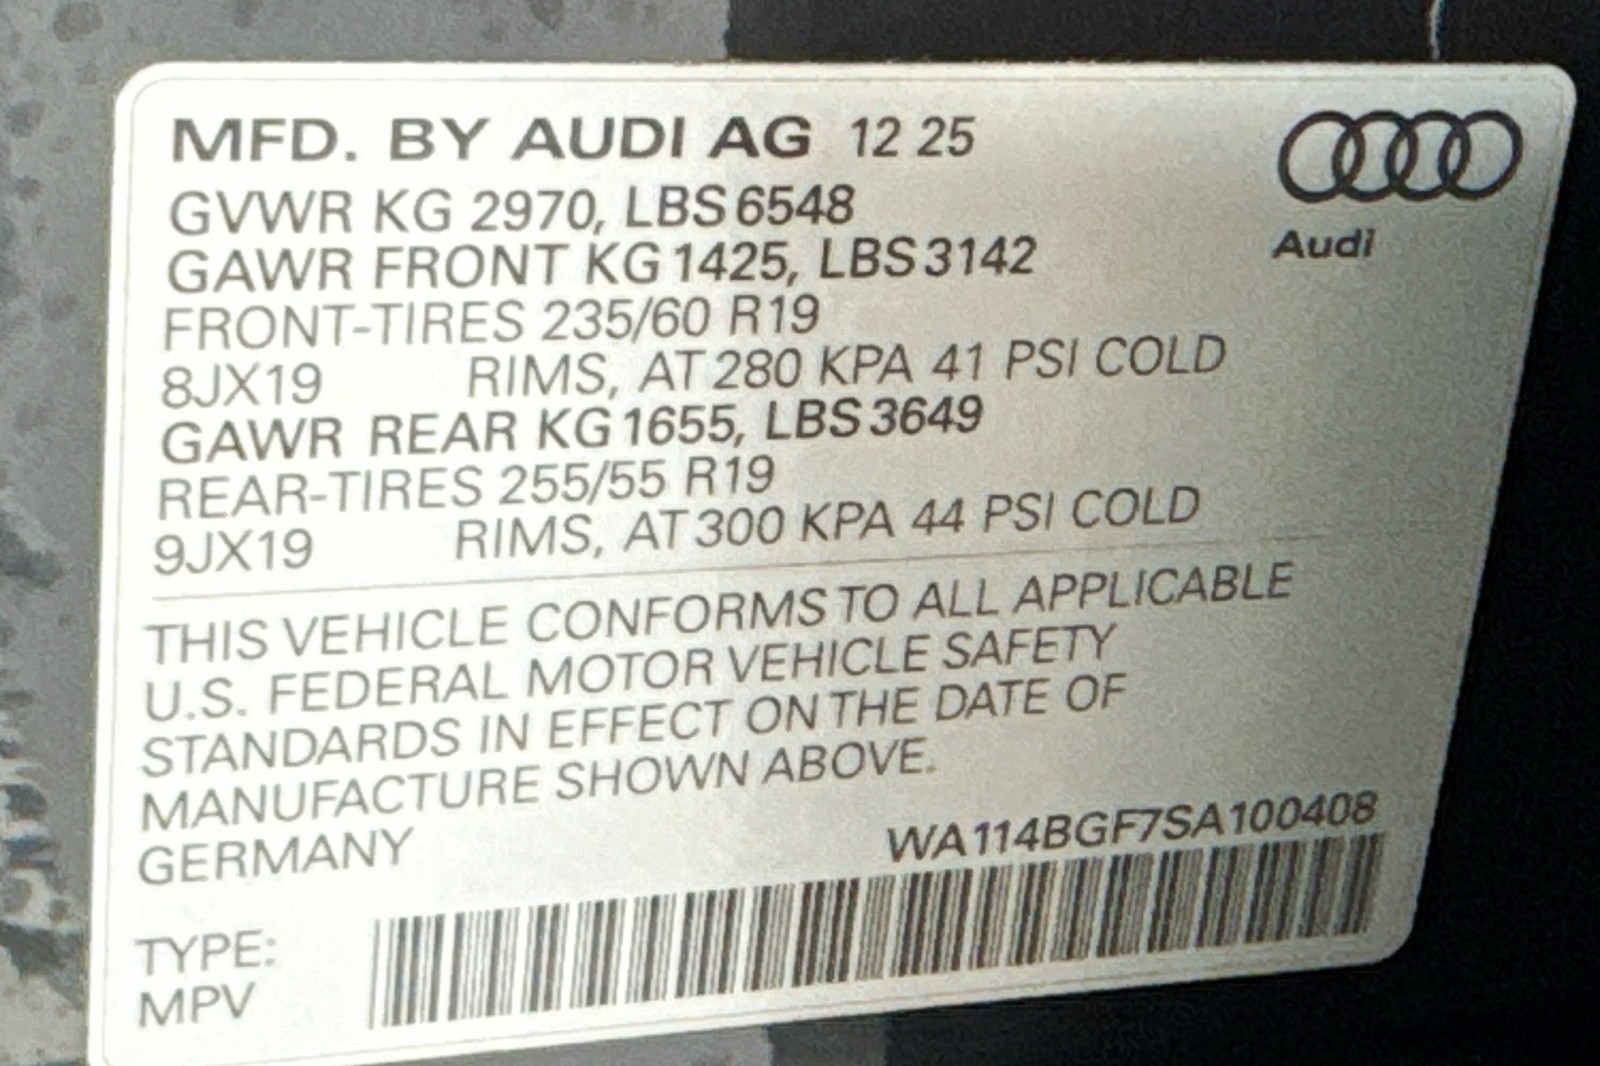 MFD. BY AUDI AG 12 25
GVWR KG 2970, LBS 6548
GAWR FRONT KG 1425, LBS 3142
Audi
FRONT-TIRES 235/60 R19
8JX19 RIMS, AT 280 KPA 41 PSI COLD
GAWR REAR KG 1655, LBS 3649
REAR-TIRES 255/55 R19
9JX19 RIMS, AT 300 KPA 44 PSI COLD
THIS VEHICLE CONFORMS TO ALL APPLICABLE
U.S. FEDERAL MOTOR VEHICLE SAFETY
STANDARDS IN EFFECT ON THE DATE OF
MANUFACTURE SHOWN ABOVE.
GERMANY WA114BGF7SA100408
TYPE:
MPV